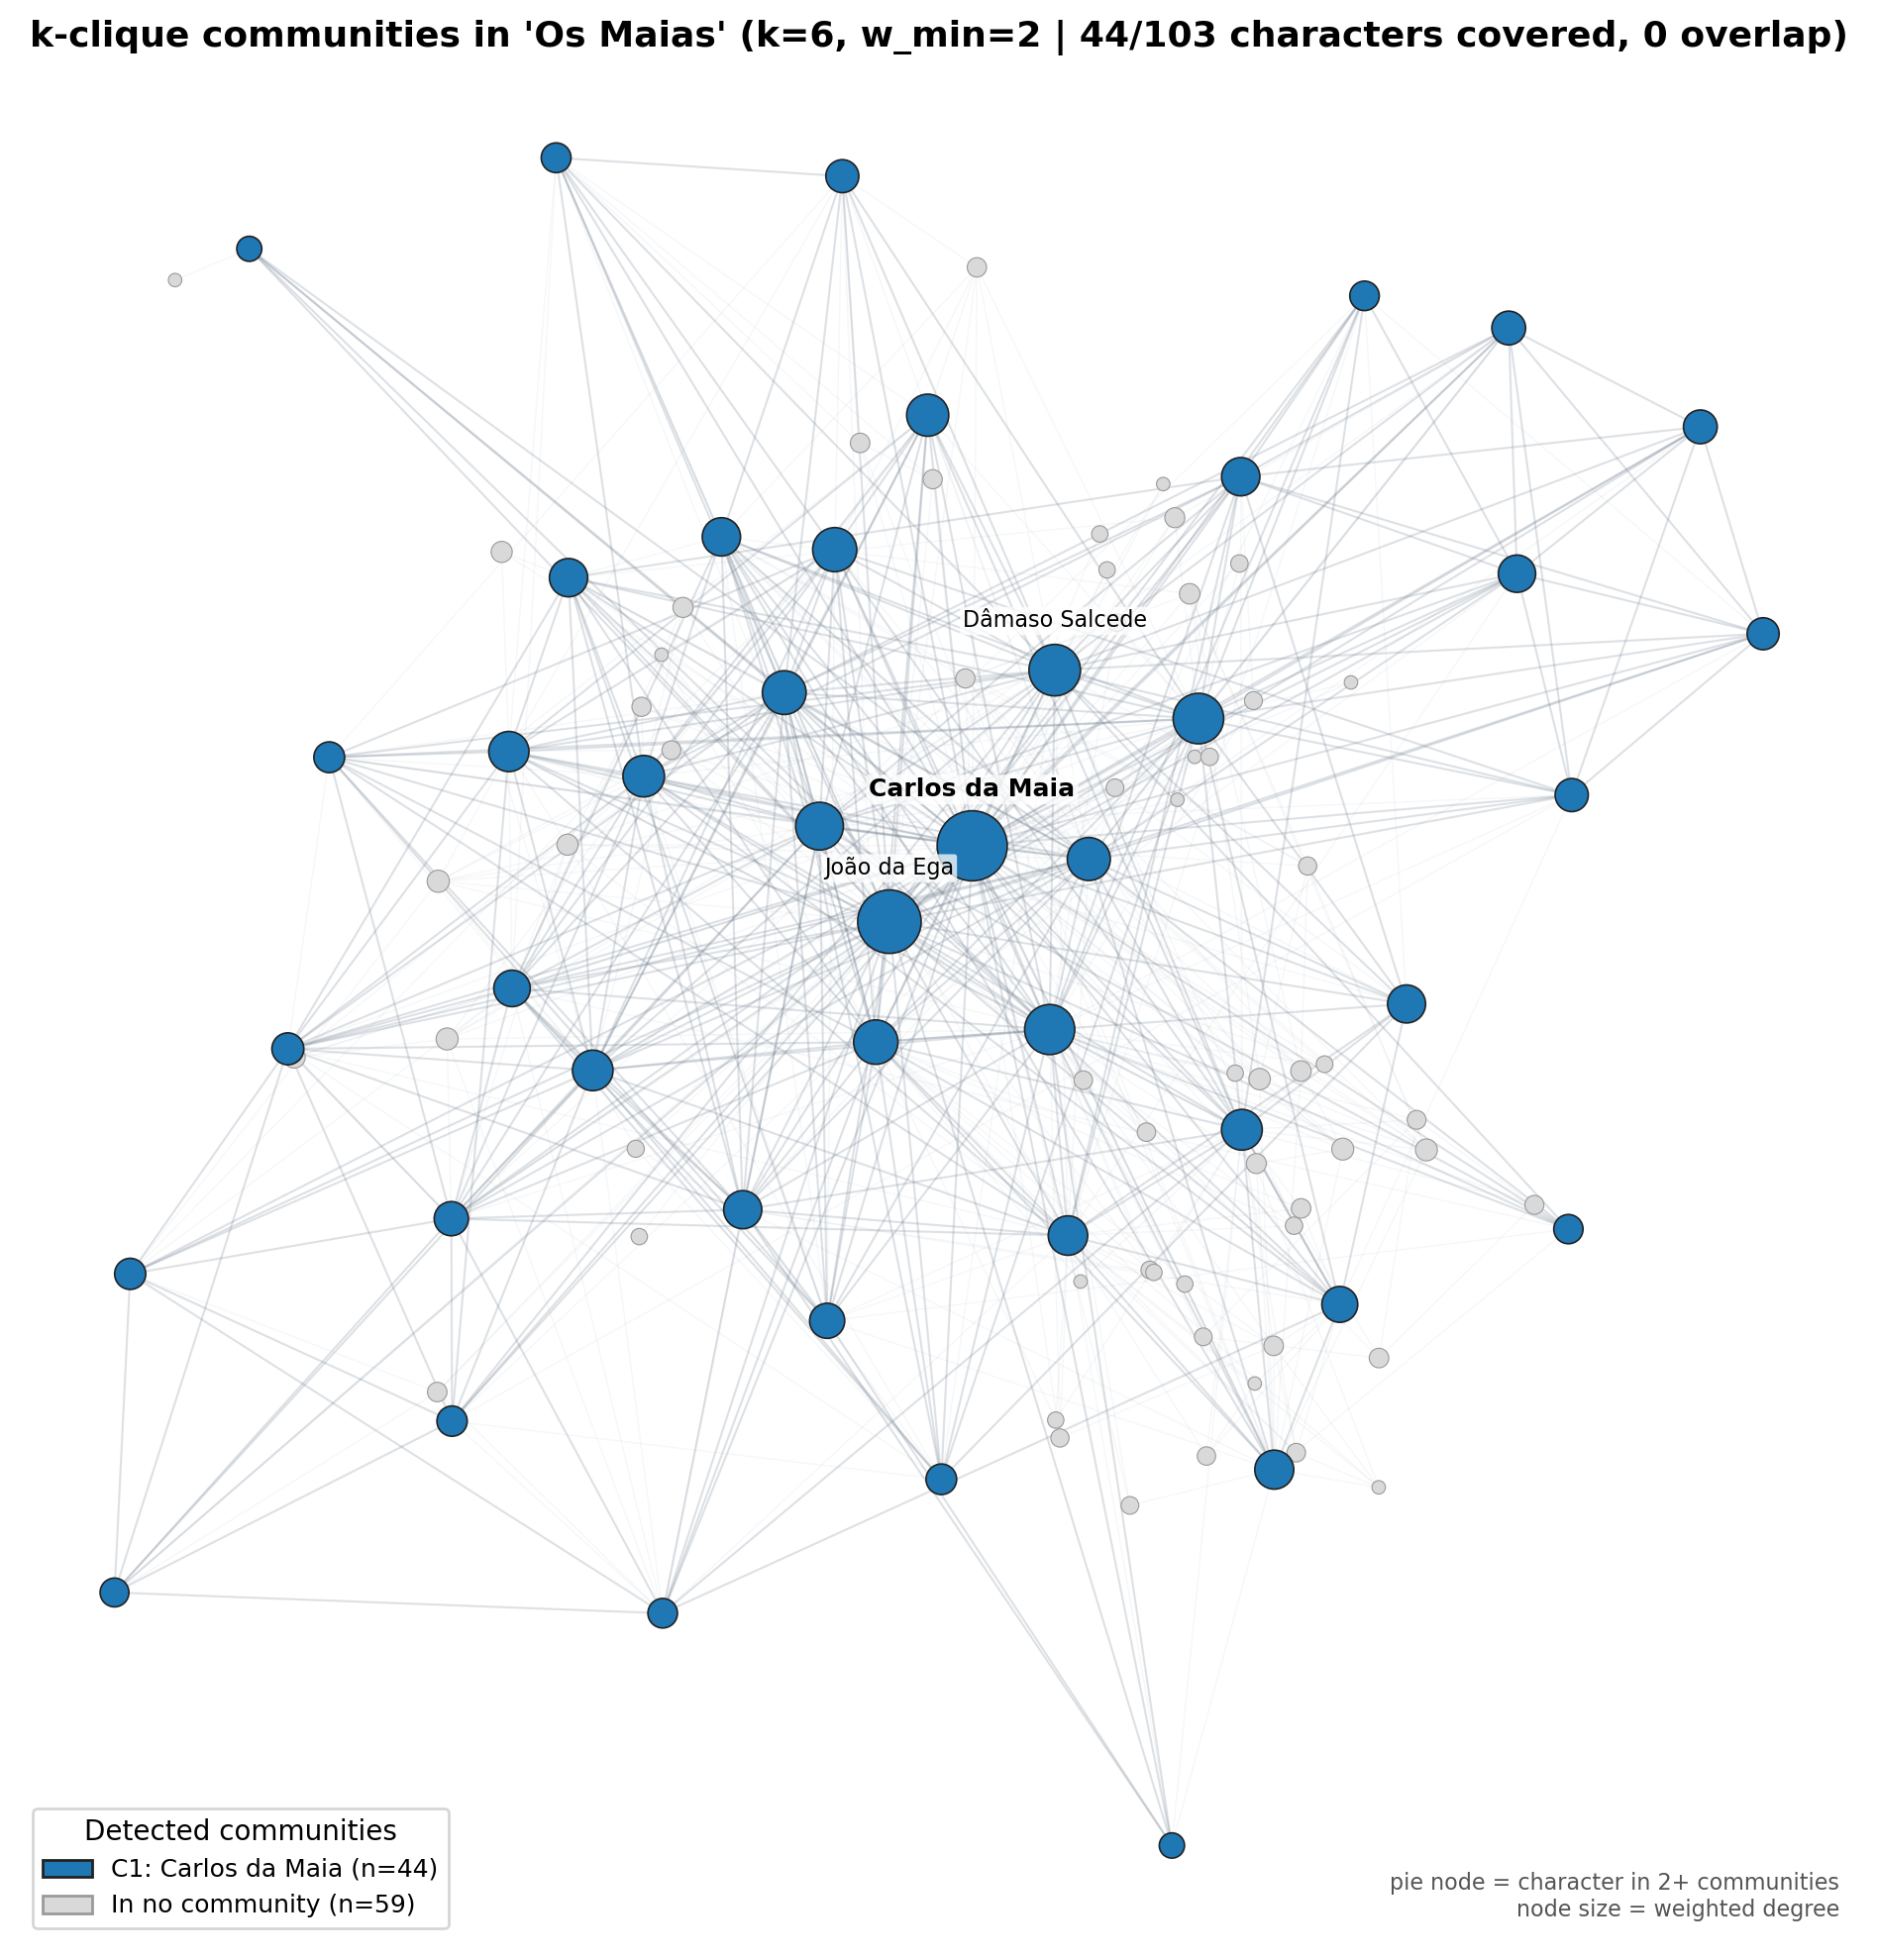 k-clique communities in 'Os Maias' (k=6, w_min=2 | 44/103 characters covered, 0 overlap)
Dâmaso Salcede
Carlos da Maia
João da Ega
Detected communities
C1: Carlos da Maia (n=44)
In no community (n=59)
pie node = character in 2+ communities
node size = weighted degree